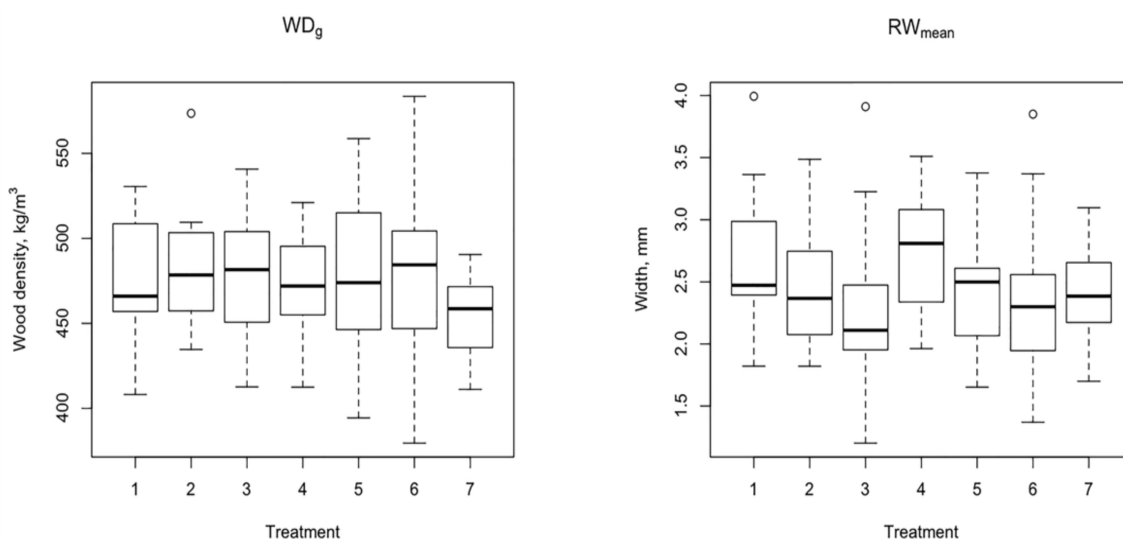 WDg
Wood density, kg/m³
550
500
450
400
1 2 3 4 5 6 7
Treatment
RWmean
Width, mm
4.0
3.5
3.0
2.5
2.0
1.5
1 2 3 4 5 6 7
Treatment